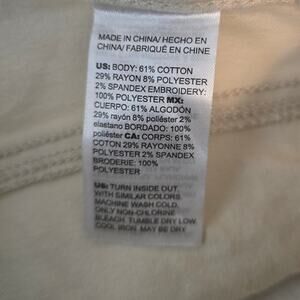 MADE IN CHINA/ HECHO EN
CHINA/ FABRIQUÉ EN CHINE
US: BODY: 61% COTTON
29% RAYON 8% POLYESTER
2% SPANDEX EMBROIDERY:
100% POLYESTER MX:
CUERPO: 61% ALGODÓN
29% rayón 8% poliéster 2%
elastano BORDADO: 100%
poliéster CA: CORPS: 61%
COTON 29% RAYONNE 8%
POLYESTER 2% SPANDEX
BRODERIE: 100%
POLYESTER
US: TURN INSIDE OUT.
WITH SIMILAR COLORS.
MACHINE WASH COLD.
ONLY NON-CHLORINE
BLEACH. TUMBLE DRY LOW.
COOL IRON. MAY BE DRY